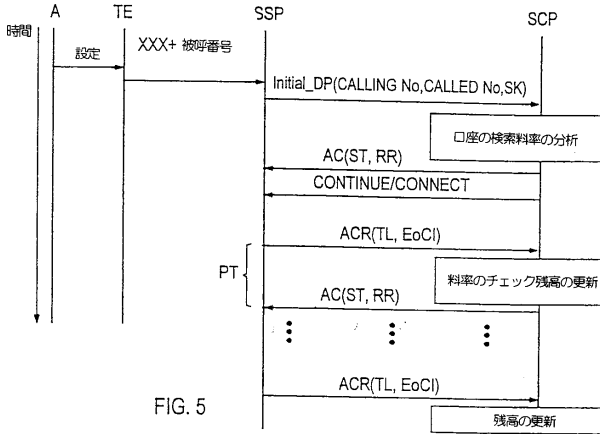 A
TE
SSP
SCP
時間
設定
XXX+ 被呼番号
Initial_DP(CALLING No,CALLED No,SK)
口座の検索料率の分析
AC(ST, RR)
CONTINUE/CONNECT
ACR(TL, EoCI)
PT
料率のチェック残高の更新
AC(ST, RR)
ACR(TL, EoCI)
FIG. 5
残高の更新